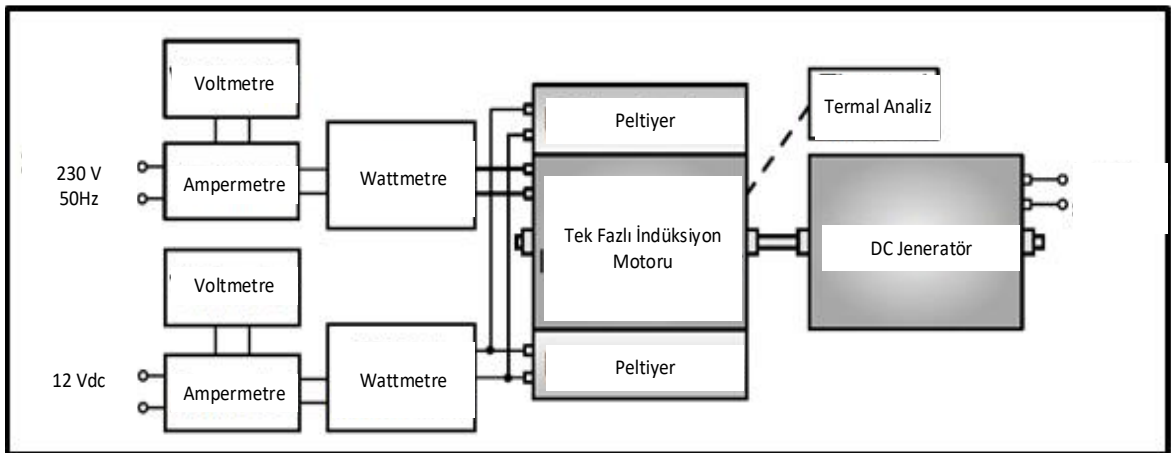 Voltmetre
230 V
50Hz
Ampermetre
Wattmetre
Peltiyer
Termal Analiz
Tek Fazlı İndüksiyon
Motoru
DC Jeneratör
Voltmetre
12 Vdc
Ampermetre
Wattmetre
Peltiyer